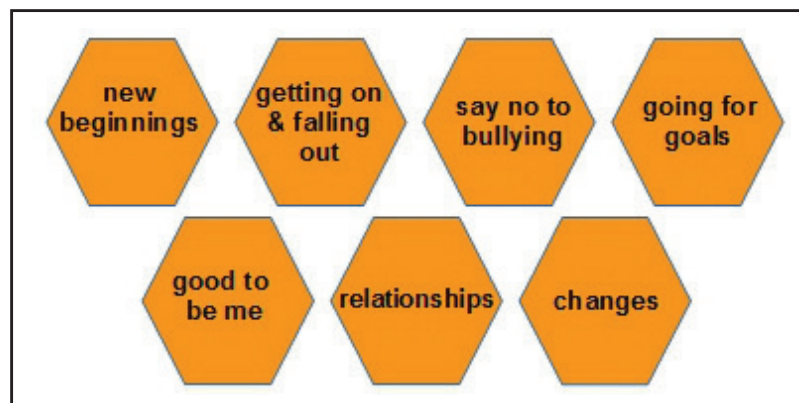 new
beginnings
getting on
& falling
out
say no to
bullying
going for
goals
good to
be me
relationships
changes